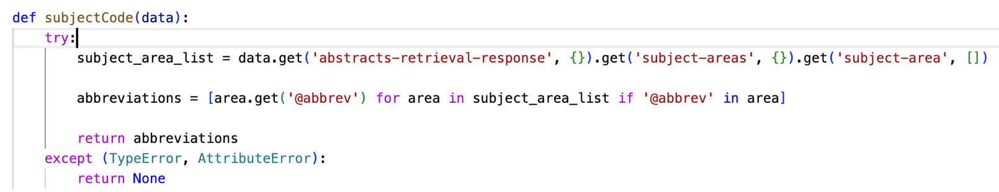 def subjectCode(data):
    try:
        subject_area_list = data.get('abstracts-retrieval-response', {}).get('subject-areas', {}).get('subject-area', [])
        abbreviations = [area.get('@abbrev') for area in subject_area_list if '@abbrev' in area]
        return abbreviations
    except (TypeError, AttributeError):
        return None